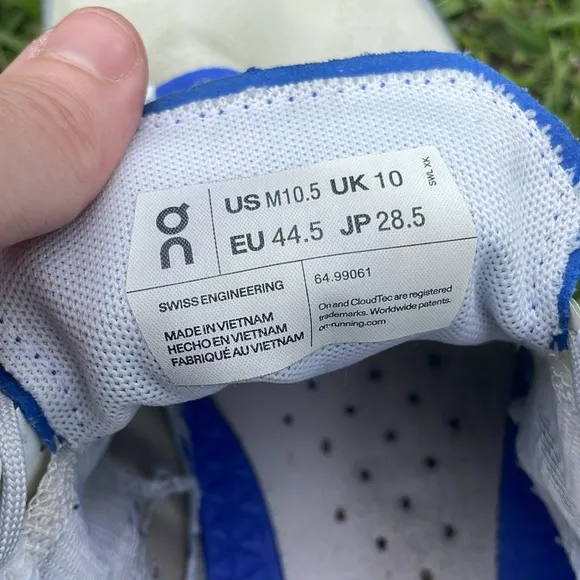 On
US M10.5 UK 10
EU 44.5 JP 28.5
SWL XK
SWISS ENGINEERING
MADE IN VIETNAM
HECHO EN VIETNAM
FABRIQUÉ AU VIETNAM
64.99061
On and CloudTec are registered
trademarks. Worldwide patents.
on-running.com